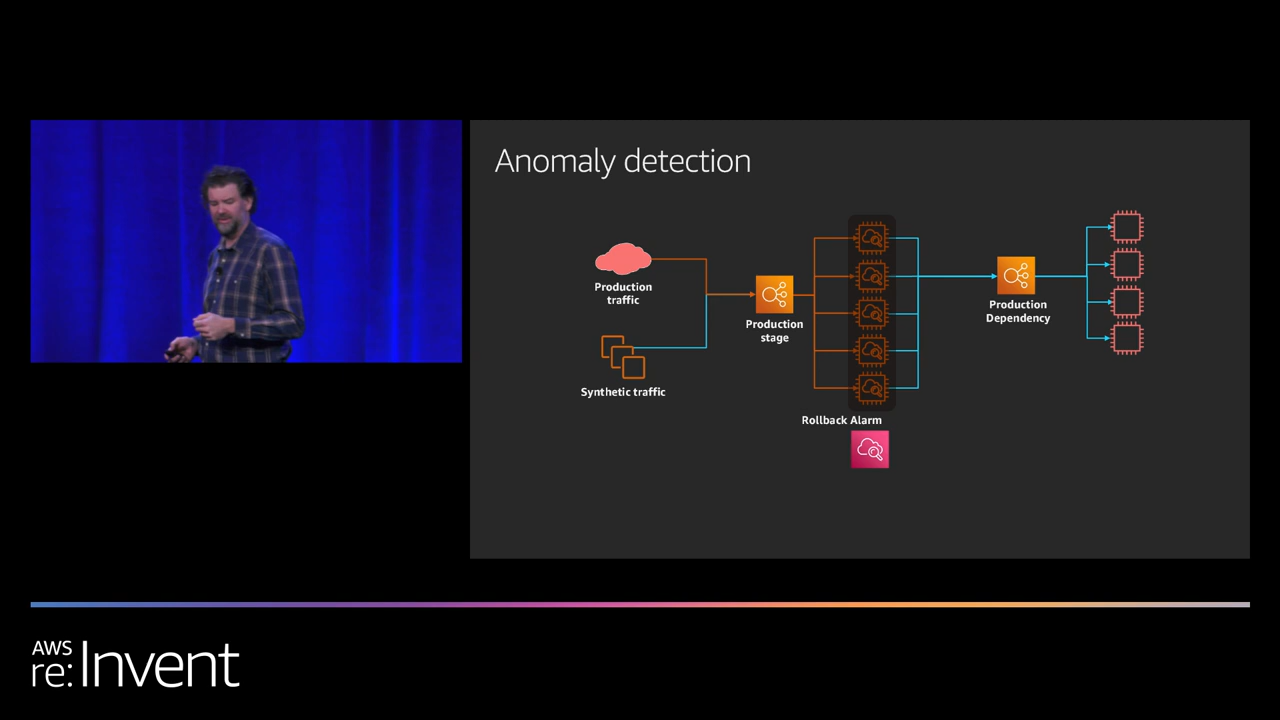 Anomaly detection
Production
traffic
Synthetic traffic
Production
stage
Rollback Alarm
Production
Dependency
AWS
re:Invent